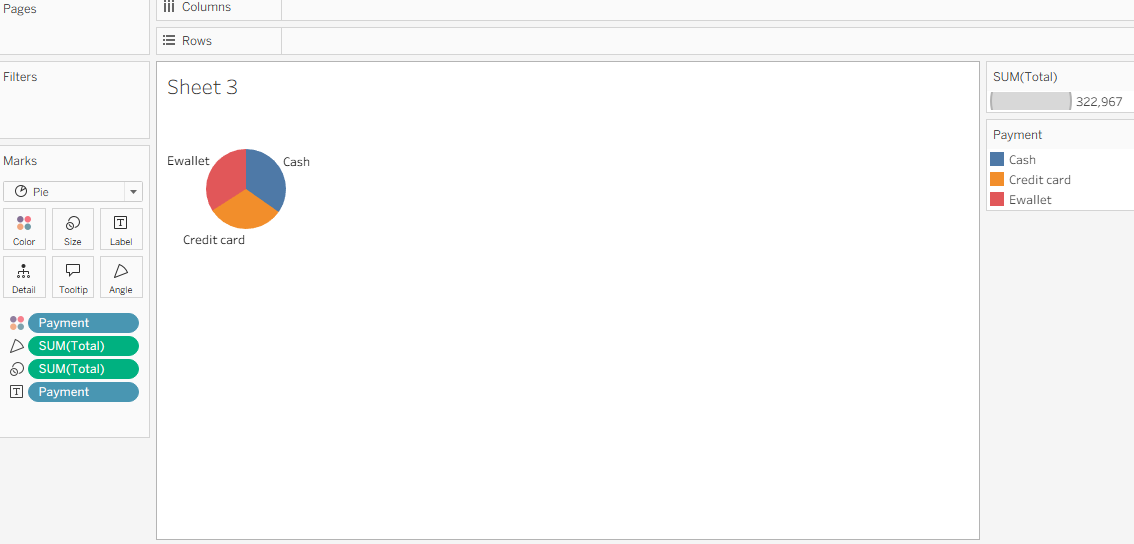 Pages
Columns
Rows
Filters
Marks
Pie
Color
Size
Label
Detail
Tooltip
Angle
Payment
SUM(Total)
SUM(Total)
Payment
Sheet 3
Ewallet
Cash
Credit card
SUM(Total)
322,967
Payment
Cash
Credit card
Ewallet